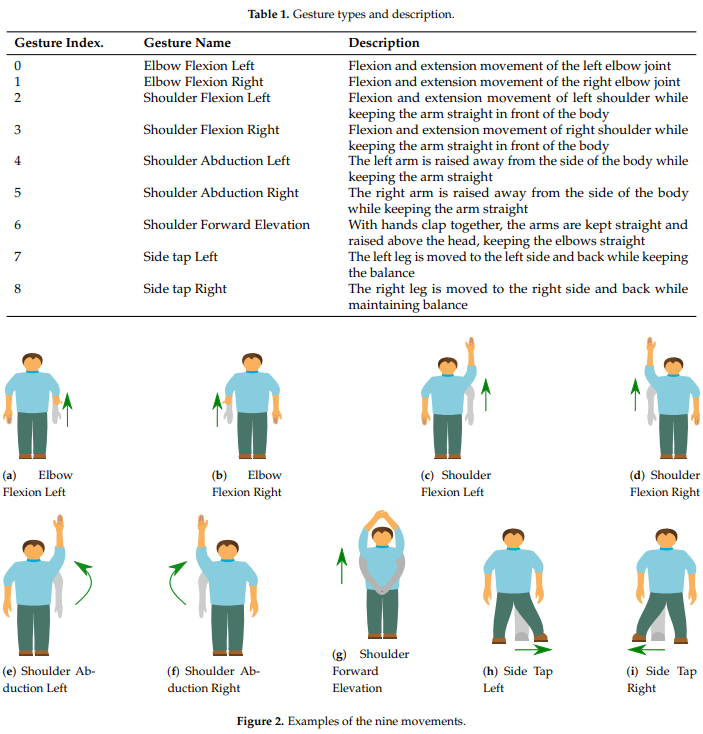 Table 1. Gesture types and description.
Gesture Index. Gesture Name Description
0 Elbow Flexion Left Flexion and extension movement of the left elbow joint
1 Elbow Flexion Right Flexion and extension movement of the right elbow joint
2 Shoulder Flexion Left Flexion and extension movement of left shoulder while
keeping the arm straight in front of the body
3 Shoulder Flexion Right Flexion and extension movement of right shoulder while
keeping the arm straight in front of the body
4 Shoulder Abduction Left The left arm is raised away from the side of the body while
keeping the arm straight
5 Shoulder Abduction Right The right arm is raised away from the side of the body
while keeping the arm straight
6 Shoulder Forward Elevation With hands clap together, the arms are kept straight and
raised above the head, keeping the elbows straight
7 Side tap Left The left leg is moved to the left side and back while keeping
the balance
8 Side tap Right The right leg is moved to the right side and back while
maintaining balance
(a) Elbow
Flexion Left
(b) Elbow
Flexion Right
(c) Shoulder
Flexion Left
(d) Shoulder
Flexion Right
(e) Shoulder Ab-
duction Left
(f) Shoulder Ab-
duction Right
(g) Shoulder
Forward
Elevation
(h) Side Tap
Left
(i) Side Tap
Right
Figure 2. Examples of the nine movements.